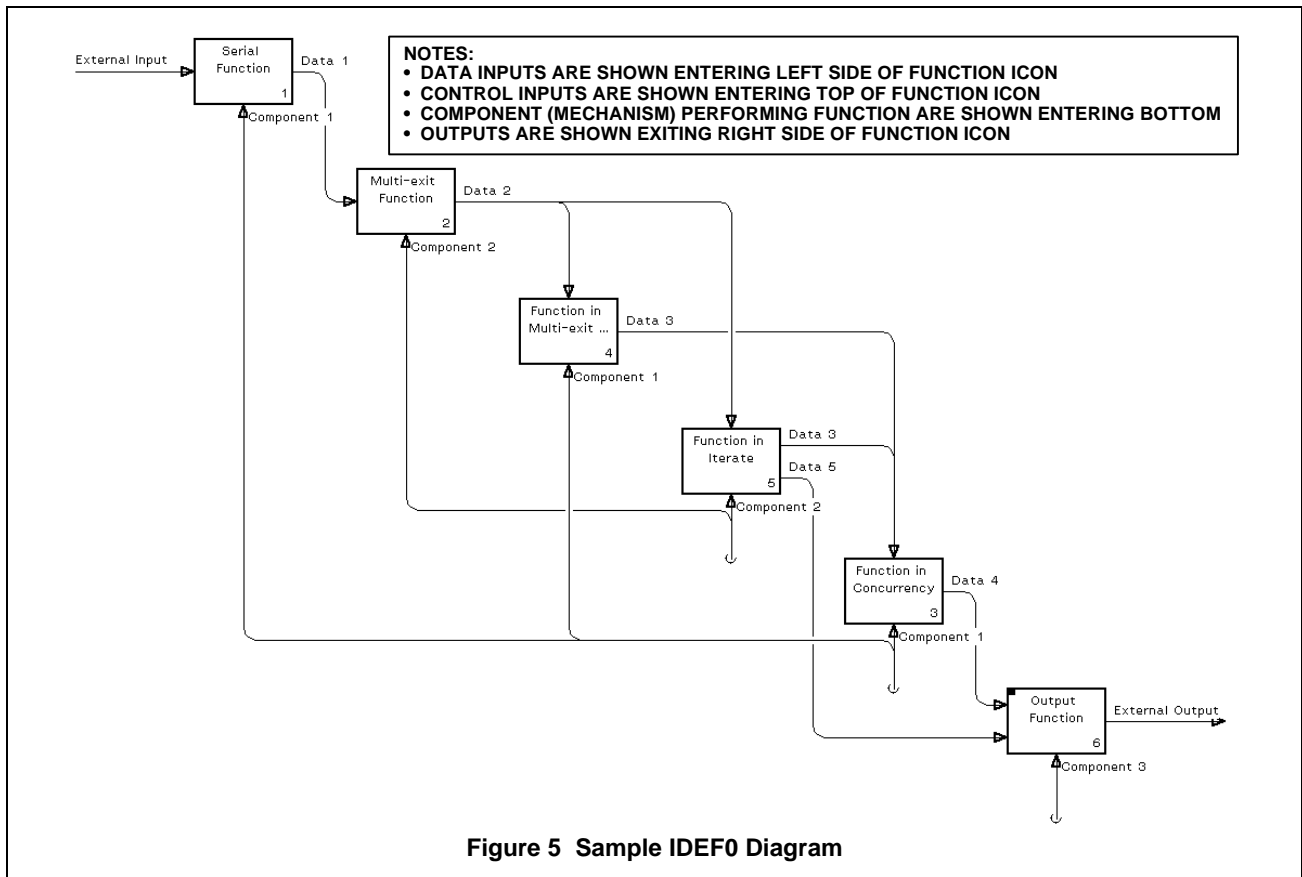 External Input
Serial
Function
1
Data 1
Component 1
NOTES:
• DATA INPUTS ARE SHOWN ENTERING LEFT SIDE OF FUNCTION ICON
• CONTROL INPUTS ARE SHOWN ENTERING TOP OF FUNCTION ICON
• COMPONENT (MECHANISM) PERFORMING FUNCTION ARE SHOWN ENTERING BOTTOM
• OUTPUTS ARE SHOWN EXITING RIGHT SIDE OF FUNCTION ICON
Multi-exit
Function
2
Data 2
Component 2
Function in
Multi-exit ...
4
Data 3
Component 1
Function in
Iterate
5
Data 3
Data 5
Component 2
Function in
Concurrency
3
Data 4
Component 1
Output
Function
6
External Output
Component 3
Figure 5 Sample IDEF0 Diagram